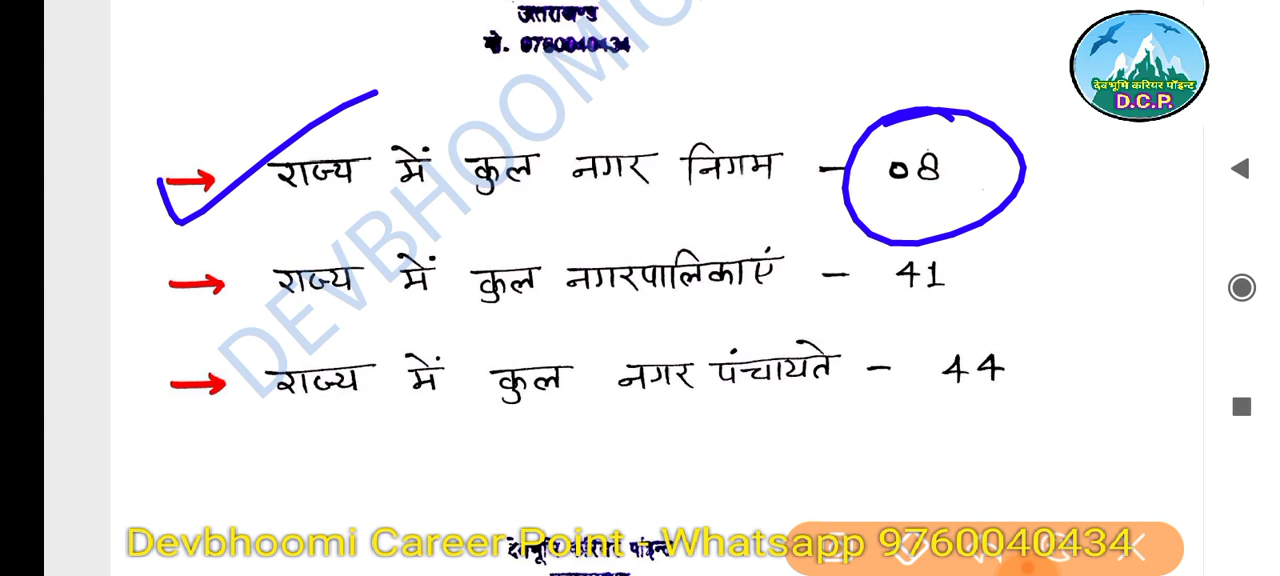 उत्तराखण्ड
मो. 9760040434
देवभूमि करियर पॉइन्ट
D.C.P.
→ राज्य में कुल नगर निगम - 08
→ राज्य में कुल नगरपालिकाएं - 41
→ राज्य में कुल नगर पंचायते - 44
DEVBHOOMI
Devbhoomi Career Point - Whatsapp 9760040434